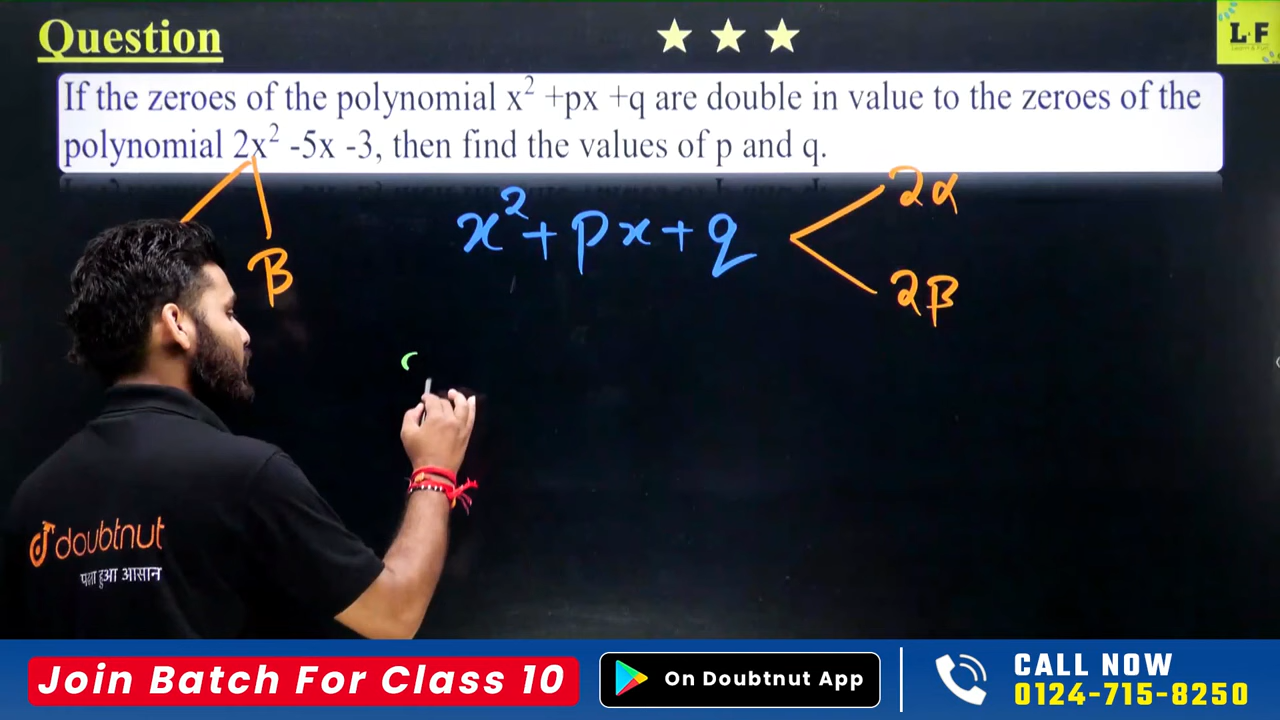 Question
L·F
If the zeroes of the polynomial x² +px +q are double in value to the zeroes of the
polynomial 2x² -5x -3, then find the values of p and q.
2α
x²+px+q
β
2β
doubtnut
पढ़ना हुआ आसान
Join Batch For Class 10
On Doubtnut App
CALL NOW
0124-715-8250